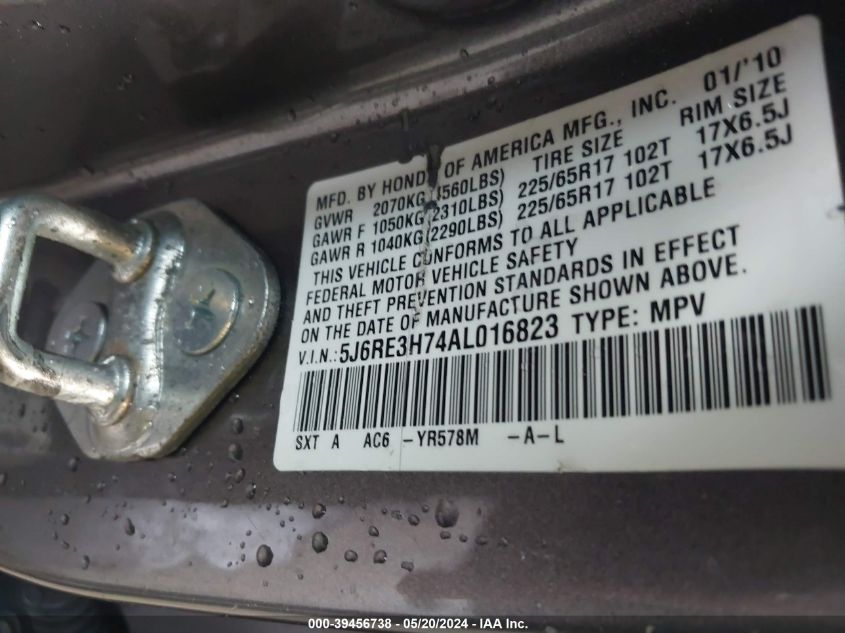 MFD. BY HONDA OF AMERICA MFG., INC. 01/'10
GVWR 2070KG (4560LBS) TIRE SIZE RIM SIZE
GAWR F 1050KG (2310LBS) 225/65R17 102T 17X6.5J
GAWR R 1040KG (2290LBS) 225/65R17 102T 17X6.5J
THIS VEHICLE CONFORMS TO ALL APPLICABLE
FEDERAL MOTOR VEHICLE SAFETY
AND THEFT PREVENTION STANDARDS IN EFFECT
ON THE DATE OF MANUFACTURE SHOWN ABOVE.
V.I.N.: 5J6RE3H74AL016823 TYPE: MPV
SXT A AC6 -YR578M -A-L
000-39456738 - 05/20/2024 - IAA Inc.